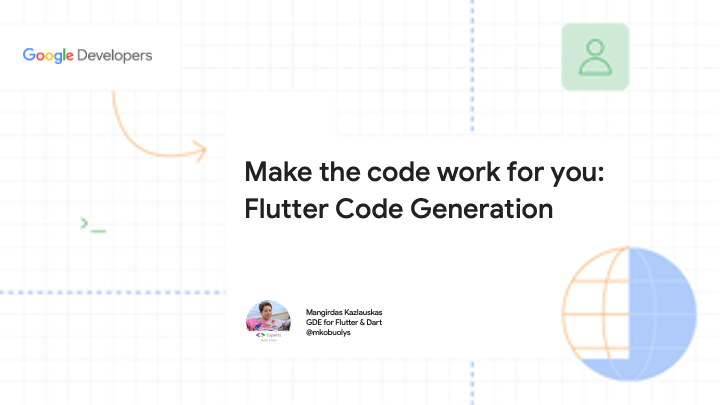 Google Developers
Make the code work for you:
Flutter Code Generation
>_
Mangirdas Kazlauskas
GDE for Flutter & Dart
@mkobuolys
Experts